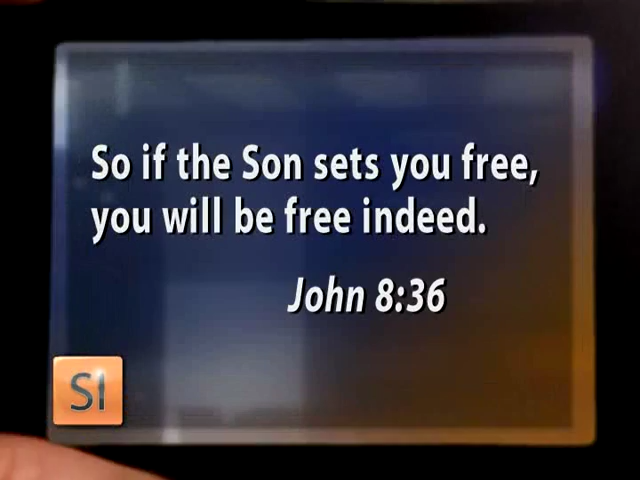 So if the Son sets you free,
you will be free indeed.
John 8:36
SI